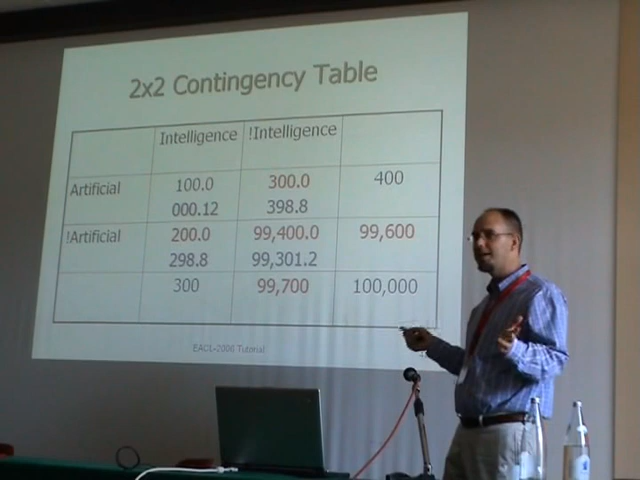 2x2 Contingency Table
Intelligence !Intelligence
Artificial 100.0 300.0 400
000.12 398.8
!Artificial 200.0 99,400.0 99,600
298.8 99,301.2
300 99,700 100,000
EACL-2006 Tutorial